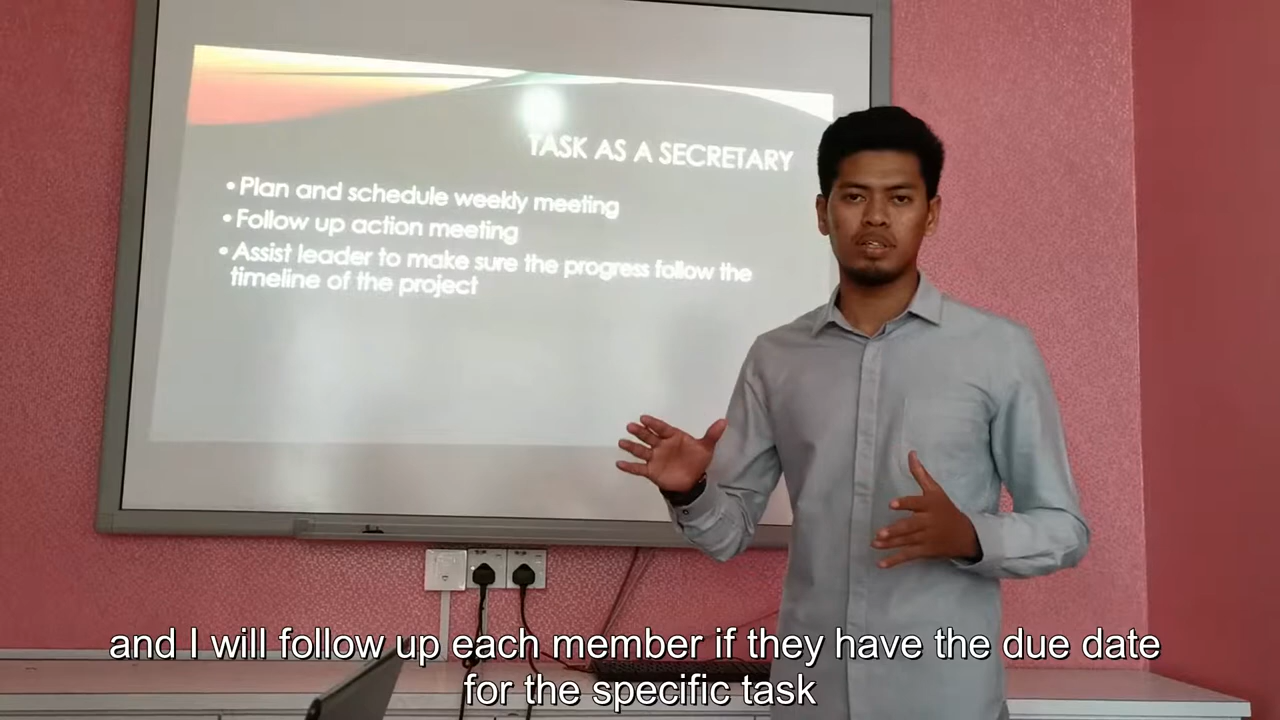 TASK AS A SECRETARY
• Plan and schedule weekly meeting
• Follow up action meeting
• Assist leader to make sure the progress follow the
timeline of the project
and I will follow up each member if they have the due date
for the specific task